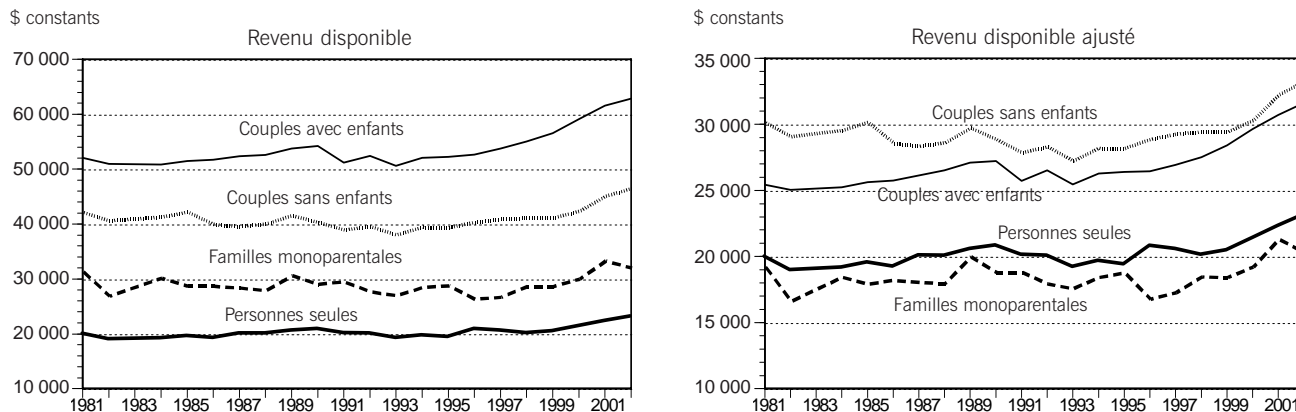 $ constants
Revenu disponible
70 000
60 000
50 000
40 000
30 000
20 000
10 000
Couples avec enfants
Couples sans enfants
Familles monoparentales
Personnes seules
1981 1983 1985 1987 1989 1991 1993 1995 1997 1999 2001
$ constants
Revenu disponible ajusté
35 000
30 000
25 000
20 000
15 000
10 000
Couples sans enfants
Couples avec enfants
Personnes seules
Familles monoparentales
1981 1983 1985 1987 1989 1991 1993 1995 1997 1999 2001